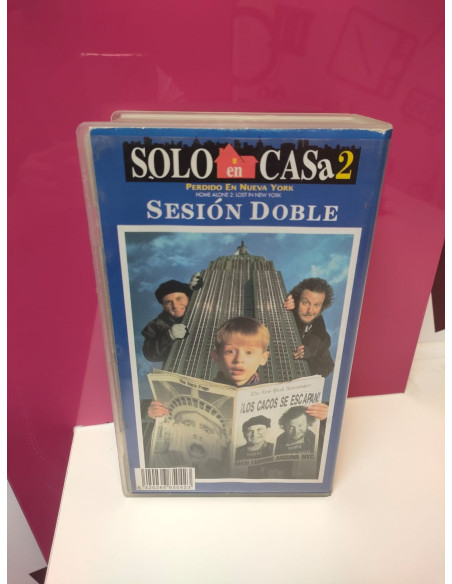 SOLO en CASa 2
PERDIDO EN NUEVA YORK
HOME ALONE 2: LOST IN NEW YORK
SESIÓN DOBLE
¡LOS CACOS SE ESCAPAN!